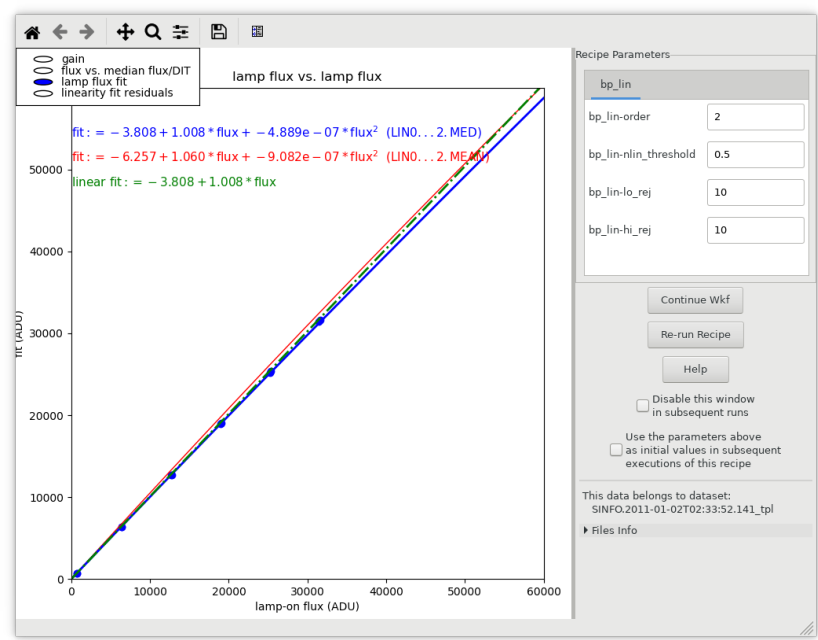 gain
flux vs. median flux/DIT
lamp flux fit
linearity fit residuals
lamp flux vs. lamp flux
fit : = − 3.808 + 1.008 * flux + − 4.889e − 07 * flux² (LIN0 . . . 2 . MED)
fit : = − 6.257 + 1.060 * flux + − 9.082e − 07 * flux² (LIN0 . . . 2 . MEAN)
linear fit : = − 3.808 + 1.008 * flux
50000
40000
30000
20000
10000
0
fit (ADU)
0 10000 20000 30000 40000 50000 60000
lamp-on flux (ADU)
Recipe Parameters
bp_lin
bp_lin-order 2
bp_lin-nlin_threshold 0.5
bp_lin-lo_rej 10
bp_lin-hi_rej 10
Continue Wkf
Re-run Recipe
Help
Disable this window
in subsequent runs
Use the parameters above
as initial values in subsequent
executions of this recipe
This data belongs to dataset:
SINFO.2011-01-02T02:33:52.141_tpl
Files Info